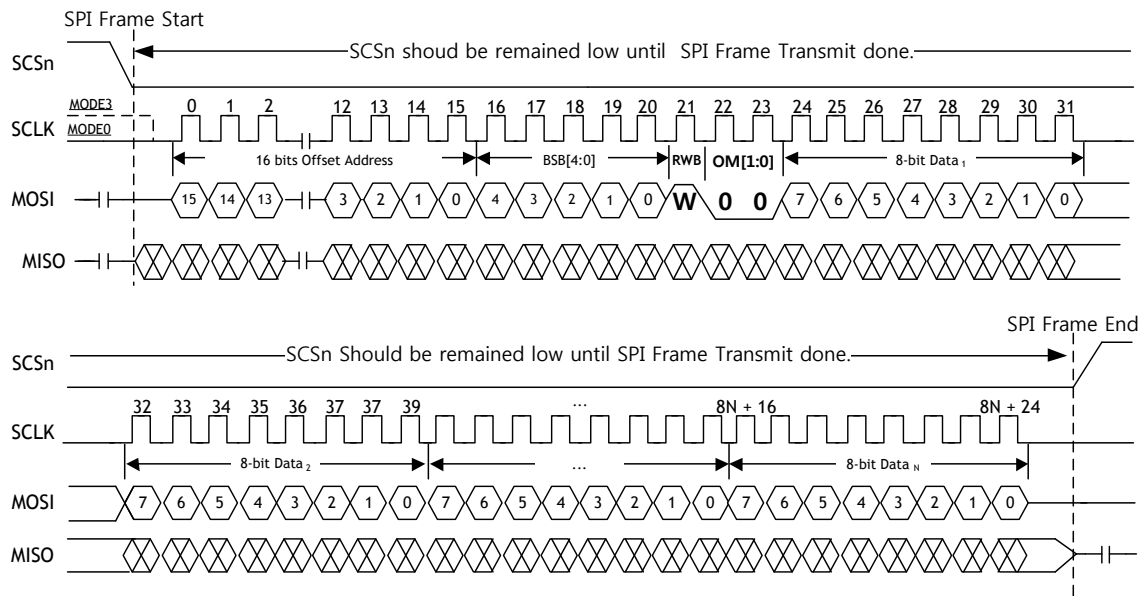 SPI Frame Start
SCSn
SCSn shoud be remained low until SPI Frame Transmit done.
MODE3
MODE0
SCLK
0 1 2 12 13 14 15 16 17 18 19 20 21 22 23 24 25 26 27 28 29 30 31
16 bits Offset Address BSB[4:0] RWB OM[1:0] 8-bit Data 1
MOSI
15 14 13 3 2 1 0 4 3 2 1 0 W 0 0 7 6 5 4 3 2 1 0
MISO
SPI Frame End
SCSn
SCSn Should be remained low until SPI Frame Transmit done.
SCLK
32 33 34 35 36 37 37 39 ... 8N + 16 8N + 24
8-bit Data 2 ... 8-bit Data N
MOSI
7 6 5 4 3 2 1 0 7 6 5 4 3 2 1 0 7 6 5 4 3 2 1 0
MISO